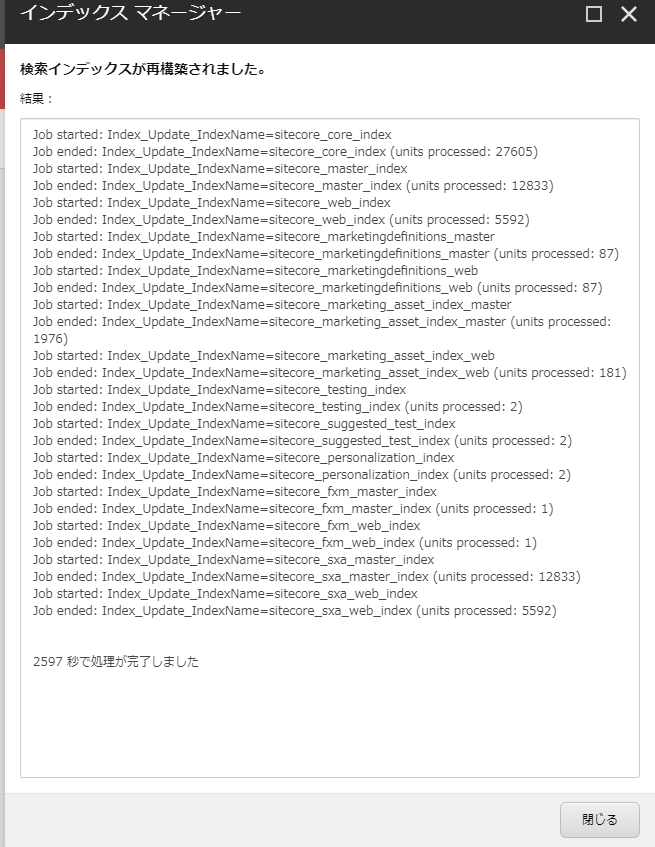 インデックス マネージャー
検索インデックスが再構築されました。
結果：
Job started: Index_Update_IndexName=sitecore_core_index
Job ended: Index_Update_IndexName=sitecore_core_index (units processed: 27605)
Job started: Index_Update_IndexName=sitecore_master_index
Job ended: Index_Update_IndexName=sitecore_master_index (units processed: 12833)
Job started: Index_Update_IndexName=sitecore_web_index
Job ended: Index_Update_IndexName=sitecore_web_index (units processed: 5592)
Job started: Index_Update_IndexName=sitecore_marketingdefinitions_master
Job ended: Index_Update_IndexName=sitecore_marketingdefinitions_master (units processed: 87)
Job started: Index_Update_IndexName=sitecore_marketingdefinitions_web
Job ended: Index_Update_IndexName=sitecore_marketingdefinitions_web (units processed: 87)
Job started: Index_Update_IndexName=sitecore_marketing_asset_index_master
Job ended: Index_Update_IndexName=sitecore_marketing_asset_index_master (units processed:
1976)
Job started: Index_Update_IndexName=sitecore_marketing_asset_index_web
Job ended: Index_Update_IndexName=sitecore_marketing_asset_index_web (units processed: 181)
Job started: Index_Update_IndexName=sitecore_testing_index
Job ended: Index_Update_IndexName=sitecore_testing_index (units processed: 2)
Job started: Index_Update_IndexName=sitecore_suggested_test_index
Job ended: Index_Update_IndexName=sitecore_suggested_test_index (units processed: 2)
Job started: Index_Update_IndexName=sitecore_personalization_index
Job ended: Index_Update_IndexName=sitecore_personalization_index (units processed: 2)
Job started: Index_Update_IndexName=sitecore_fxm_master_index
Job ended: Index_Update_IndexName=sitecore_fxm_master_index (units processed: 1)
Job started: Index_Update_IndexName=sitecore_fxm_web_index
Job ended: Index_Update_IndexName=sitecore_fxm_web_index (units processed: 1)
Job started: Index_Update_IndexName=sitecore_sxa_master_index
Job ended: Index_Update_IndexName=sitecore_sxa_master_index (units processed: 12833)
Job started: Index_Update_IndexName=sitecore_sxa_web_index
Job ended: Index_Update_IndexName=sitecore_sxa_web_index (units processed: 5592)
2597 秒で処理が完了しました
閉じる